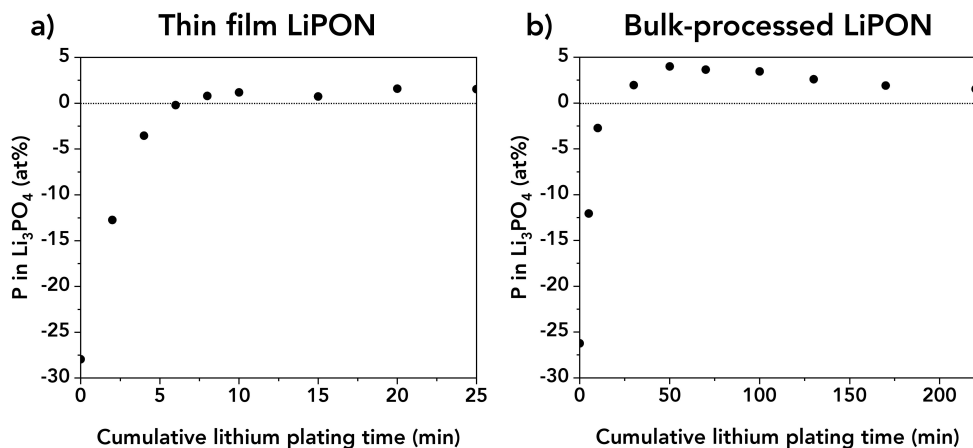 a) Thin film LiPON
b) Bulk-processed LiPON
P in Li₃PO₄ (at%)
5
0
-5
-10
-15
-20
-25
-30
0 5 10 15 20 25
Cumulative lithium plating time (min)
P in Li₃PO₄ (at%)
5
0
-5
-10
-15
-20
-25
-30
0 50 100 150 200
Cumulative lithium plating time (min)